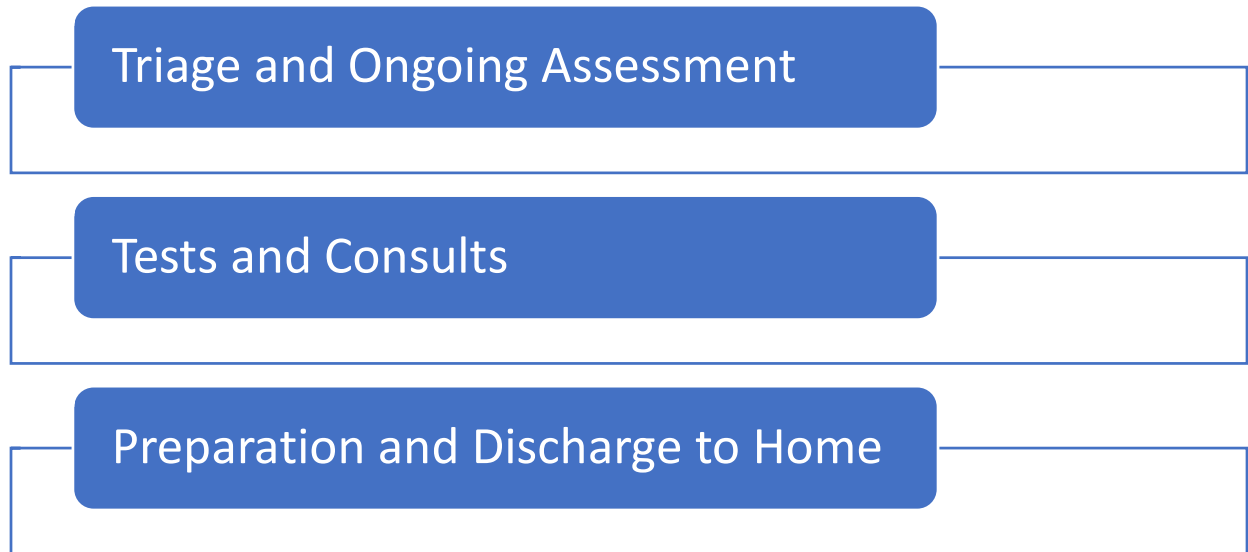 Triage and Ongoing Assessment
Tests and Consults
Preparation and Discharge to Home